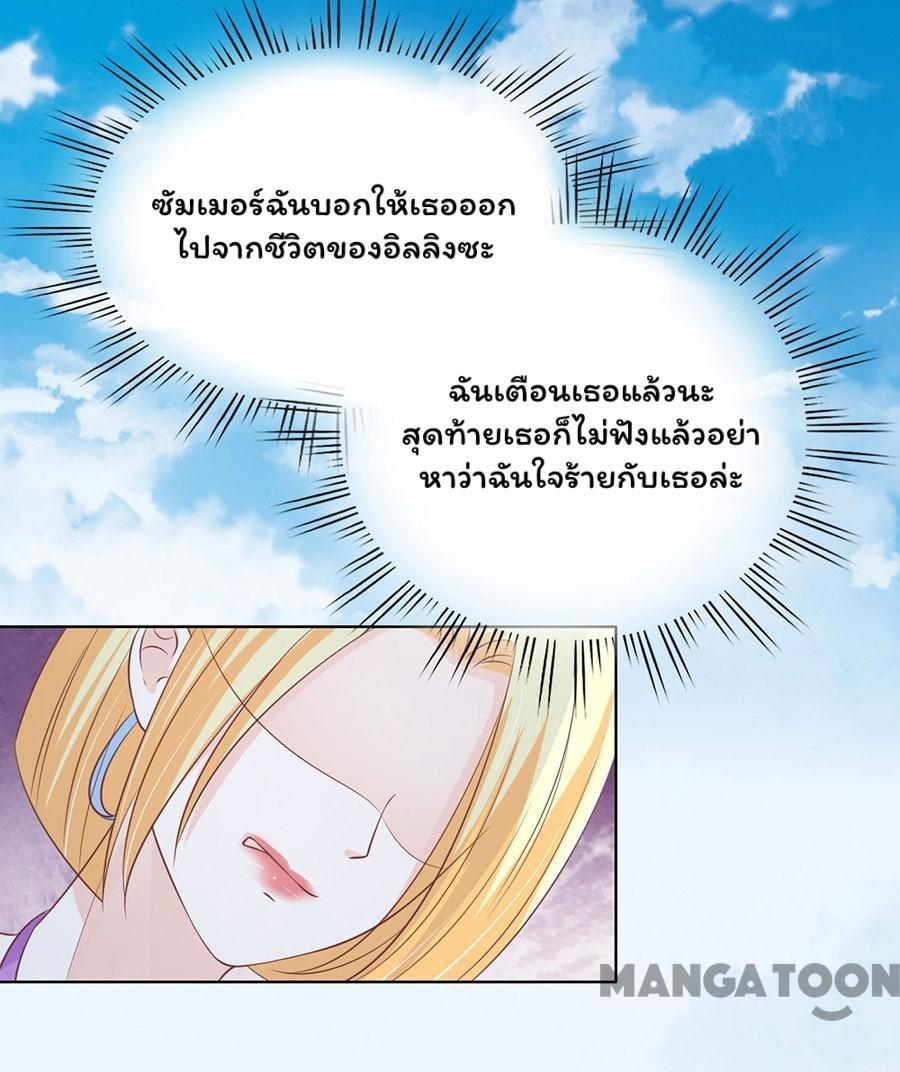 ซัมเมอร์ฉันบอกให้เธอออก
ไปจากชีวิตของอิลลิงซะ
ฉันเตือนเธอแล้วนะ
สุดท้ายเธอก็ไม่ฟังแล้วอย่า
หาว่าฉันใจร้ายกับเธอล่ะ
MANGA TOON